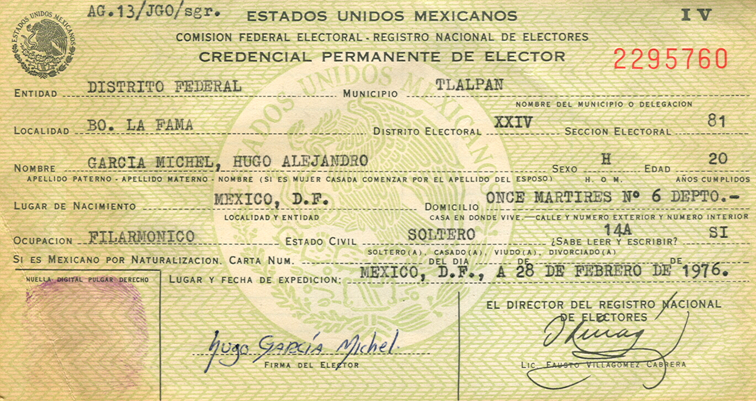 AG.13/JGO/sgr.
ESTADOS UNIDOS MEXICANOS
ESTADOS UNIDOS MEXICANOS IV
COMISION FEDERAL ELECTORAL - REGISTRO NACIONAL DE ELECTORES
CREDENCIAL PERMANENTE DE ELECTOR 2295760
ESTADOS UNIDOS MEXICANOS
ENTIDAD DISTRITO FEDERAL MUNICIPIO TLALPAN
NOMBRE DEL MUNICIPIO O DELEGACION
LOCALIDAD BO. LA FAMA DISTRITO ELECTORAL XXIV SECCION ELECTORAL 81
NOMBRE GARCIA MICHEL, HUGO ALEJANDRO SEXO H EDAD 20
APELLIDO PATERNO - APELLIDO MATERNO - NOMBRE (SI ES MUJER CASADA COMENZAR POR EL APELLIDO DEL ESPOSO) H. O M. AÑOS CUMPLIDOS
LUGAR DE NACIMIENTO MEXICO, D.F. DOMICILIO ONCE MARTIRES Nº 6 DEPTO.-
LOCALIDAD Y ENTIDAD CASA EN DONDE VIVE.—CALLE Y NUMERO EXTERIOR Y NUMERO INTERIOR
OCUPACION FILARMONICO ESTADO CIVIL SOLTERO 14A ¿SABE LEER Y ESCRIBIR? SI
SOLTERO(A), CASADO(A), VIUDO(A), DIVORCIADO(A)
SI ES MEXICANO POR NATURALIZACION. CARTA NUM. DEL DIA DE DE
HUELLA DIGITAL PULGAR DERECHO LUGAR Y FECHA DE EXPEDICION: MEXICO, D.F., A 28 DE FEBRERO DE 1976.
EL DIRECTOR DEL REGISTRO NACIONAL
DE ELECTORES
Hugo García Michel
FIRMA DEL ELECTOR
LIC. FAUSTO VILLAGOMEZ CABRERA